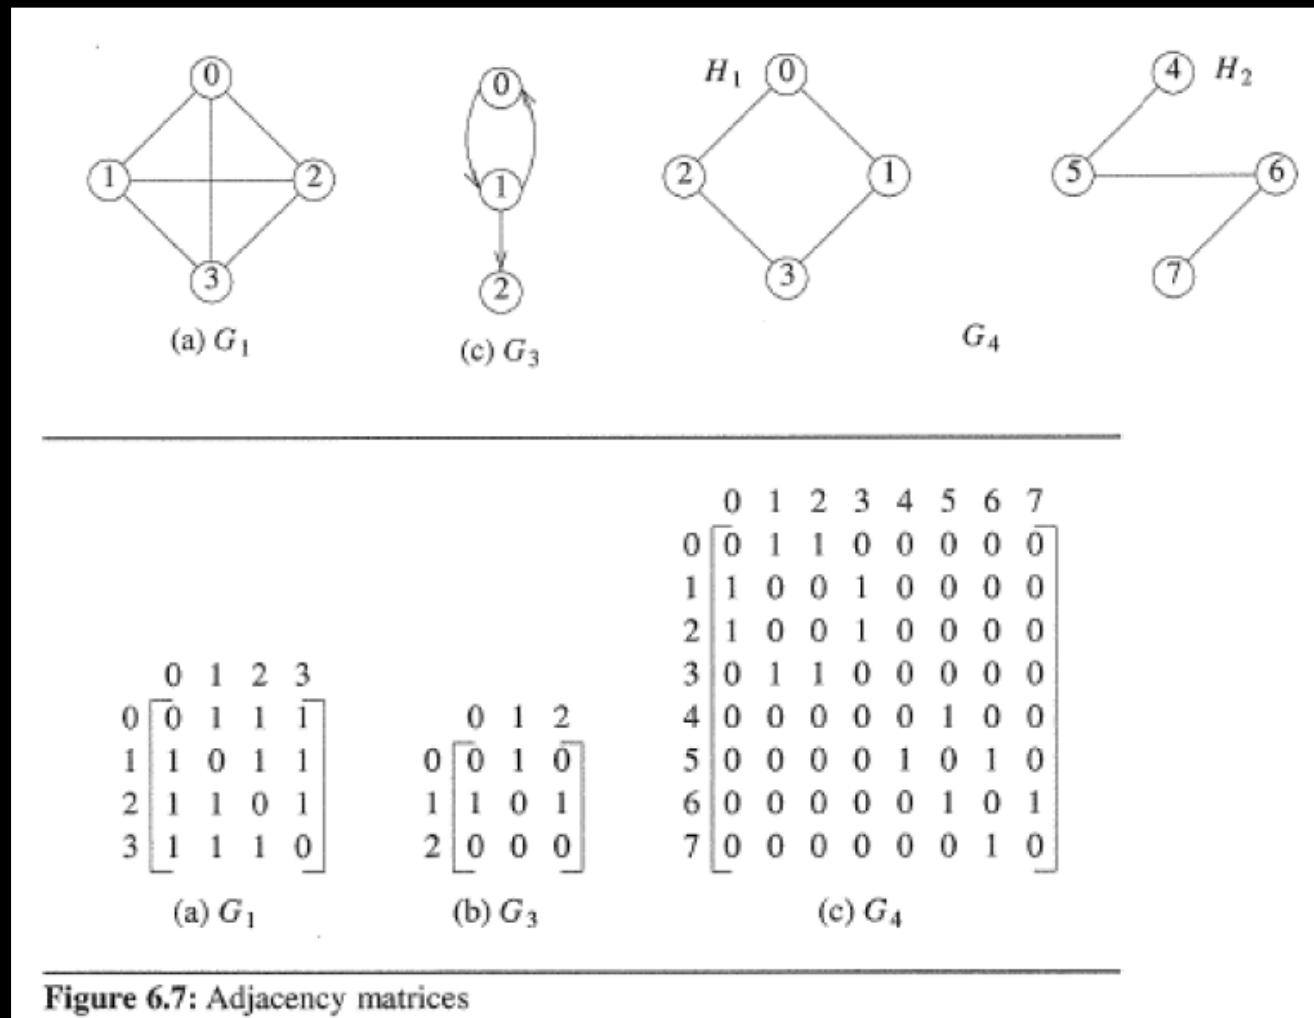 0
1 2
3
(a) G1
0
1
2
(c) G3
H1 0
2 1
3
4 H2
5 6
7
G4
0 1 2 3
0 0 1 1 1
1 1 0 1 1
2 1 1 0 1
3 1 1 1 0
(a) G1
0 1 2
0 0 1 0
1 1 0 1
2 0 0 0
(b) G3
0 1 2 3 4 5 6 7
0 0 1 1 0 0 0 0 0
1 1 0 0 1 0 0 0 0
2 1 0 0 1 0 0 0 0
3 0 1 1 0 0 0 0 0
4 0 0 0 0 0 1 0 0
5 0 0 0 0 1 0 1 0
6 0 0 0 0 0 1 0 1
7 0 0 0 0 0 0 1 0
(c) G4
Figure 6.7: Adjacency matrices